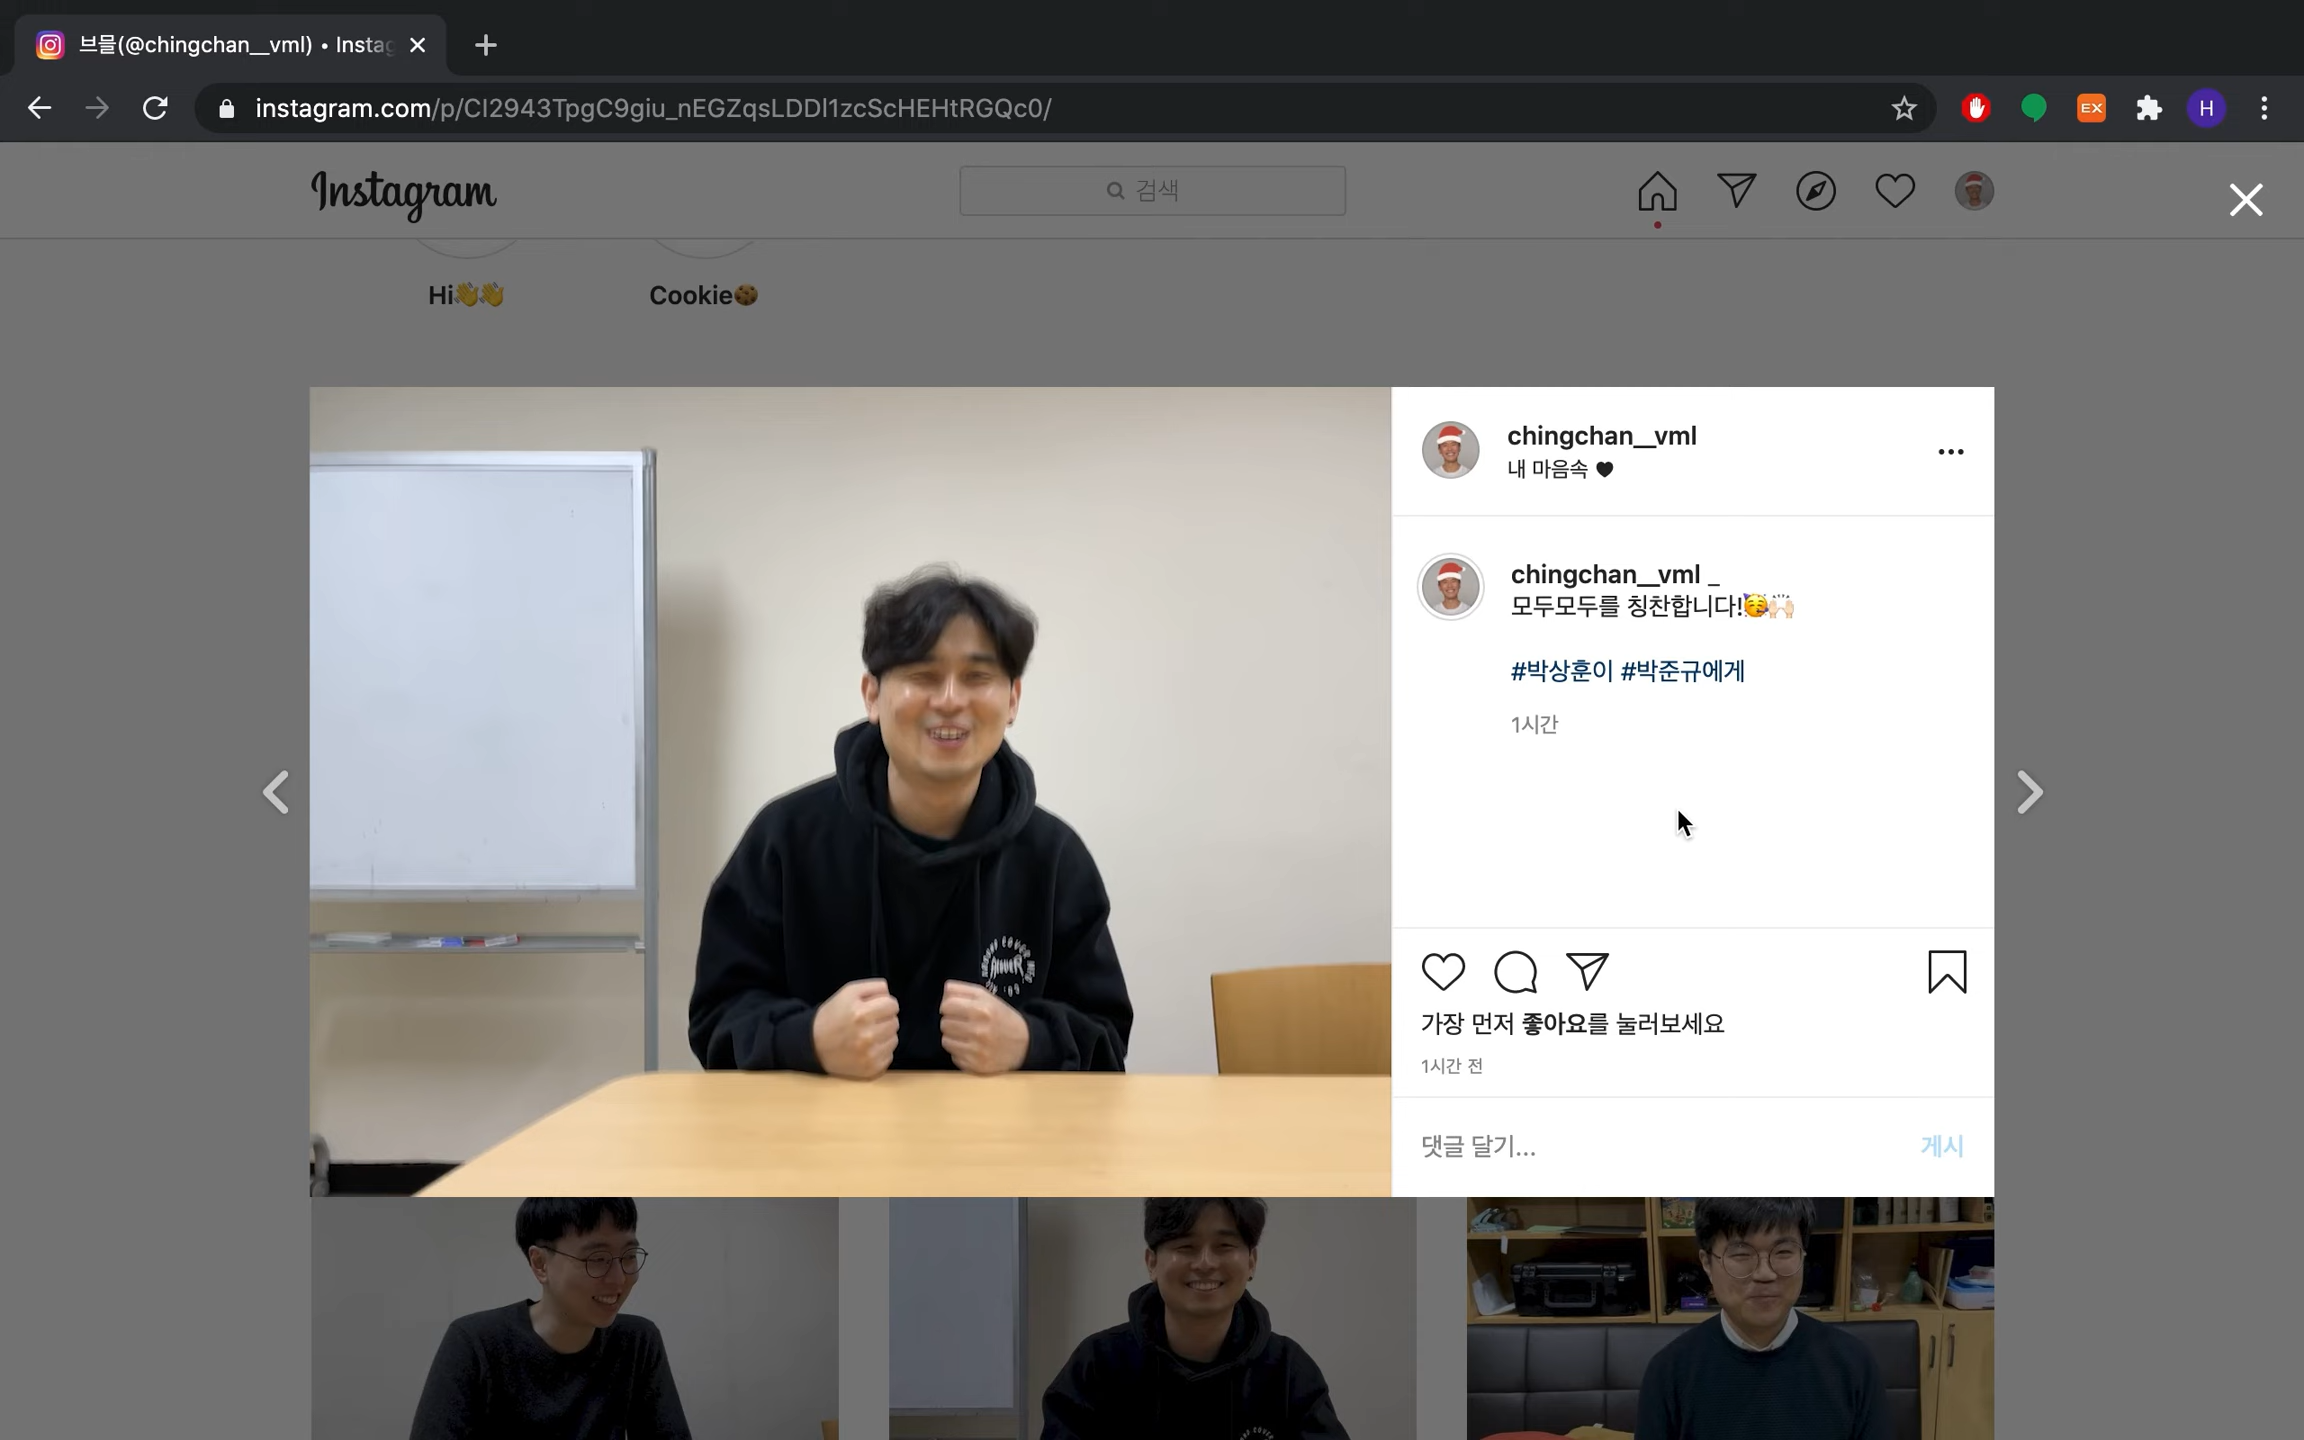 브믈(@chingchan__vml) • Instag
instagram.com/p/CI2943TpgC9giu_nEGZqsLDDl1zcScHEHtRGQc0/
EX
H
Instagram
검색
Hi👋👋
Cookie🍪
chingchan__vml
내 마음속 🖤
chingchan__vml _
모두모두를 칭찬합니다!🥳🙌🏻
#박상훈이 #박준규에게
1시간
가장 먼저 좋아요를 눌러보세요
1시간 전
댓글 달기...
게시